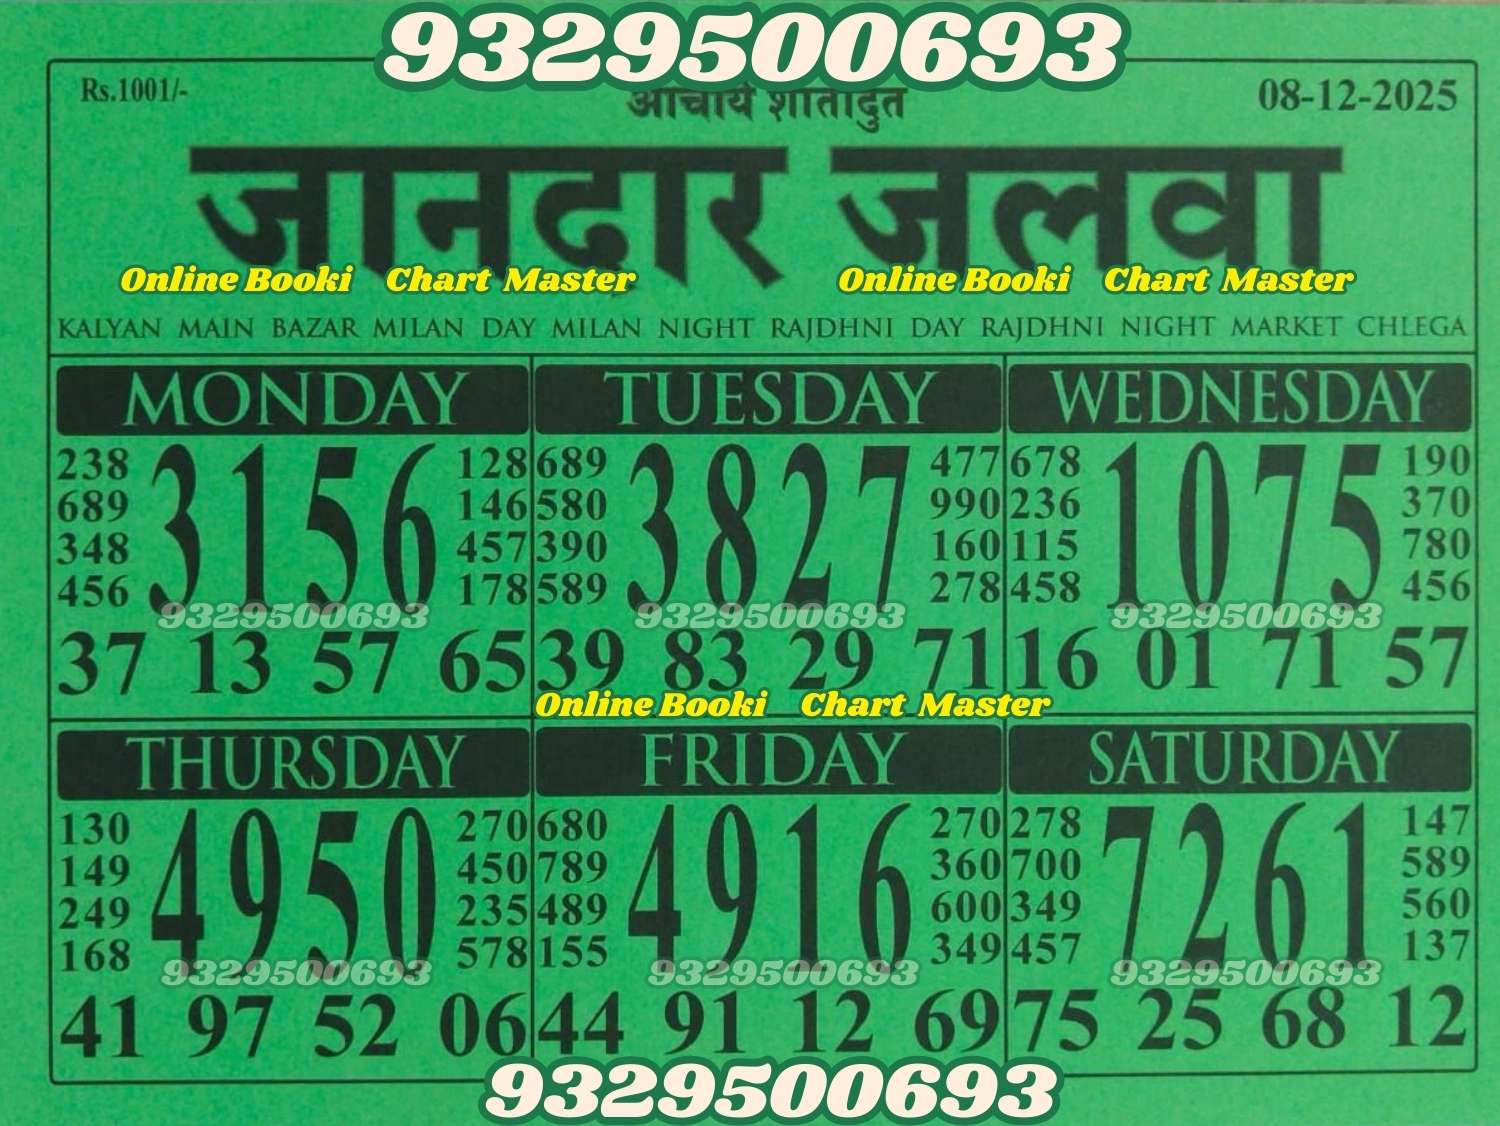 9329500693
Rs.1001/-
आचार्य शांतिदुत
08-12-2025
जानदार जलवा
Online Booki Chart Master Online Booki Chart Master
KALYAN MAIN BAZAR MILAN DAY MILAN NIGHT RAJDHNI DAY RAJDHNI NIGHT MARKET CHLEGA
MONDAY TUESDAY WEDNESDAY
238 128 689 477 678 190
689 146 580 990 236 370
3156 3827 1075
348 457 390 160 115 780
456 178 589 278 458 456
9329500693 9329500693 9329500693
37 13 57 65 39 83 29 71 16 01 71 57
Online Booki Chart Master
THURSDAY FRIDAY SATURDAY
130 270 680 270 278 147
149 450 789 360 700 589
4950 4916 7261
249 235 489 600 349 560
168 578 155 349 457 137
9329500693 9329500693 9329500693
41 97 52 06 44 91 12 69 75 25 68 12
9329500693